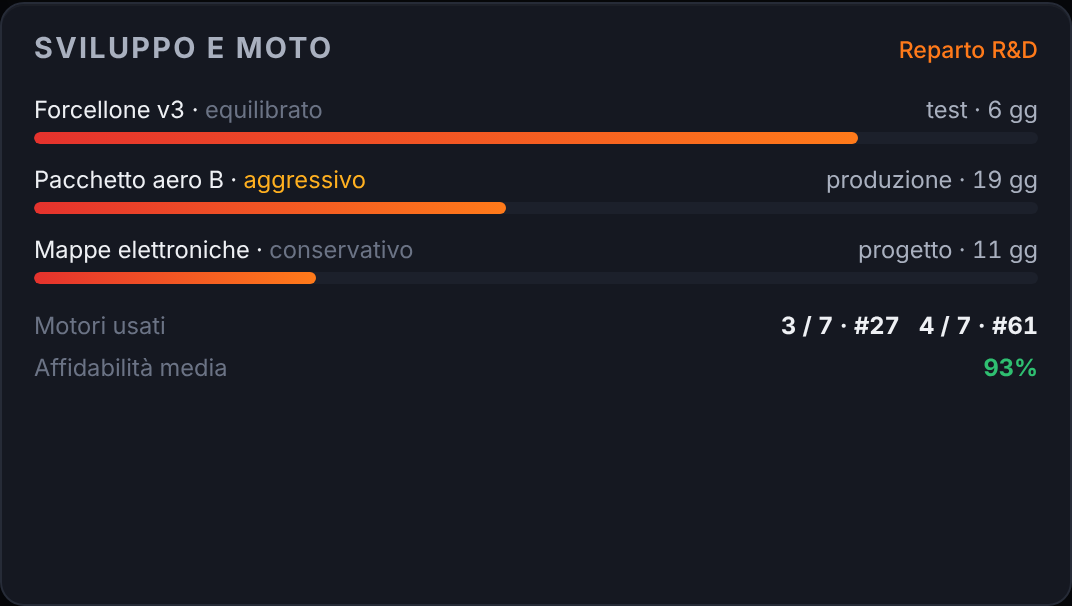 SVILUPPO E MOTO Reparto R&D
Forcellone v3 · equilibrato test · 6 gg
Pacchetto aero B · aggressivo produzione · 19 gg
Mappe elettroniche · conservativo progetto · 11 gg
Motori usati 3 / 7 · #27 4 / 7 · #61
Affidabilità media 93%